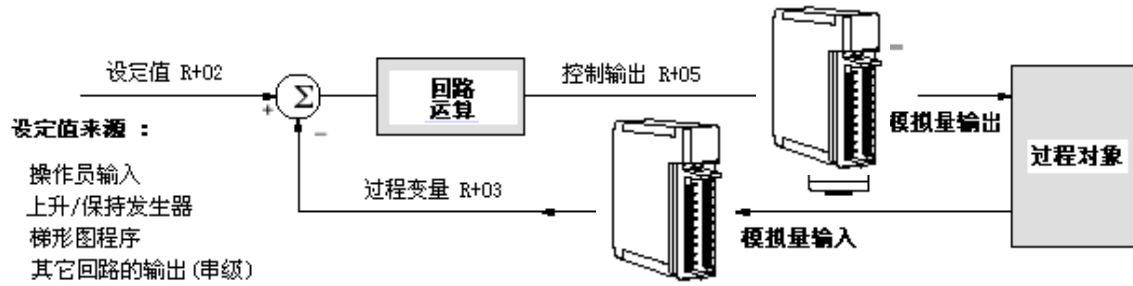 设定值 R+02
+
Σ
−
回路
运算
控制输出 R+05
模拟量输出
过程对象
设定值来源 :
操作员输入
上升/保持发生器
梯形图程序
其它回路的输出(串级)
过程变量 R+03
模拟量输入